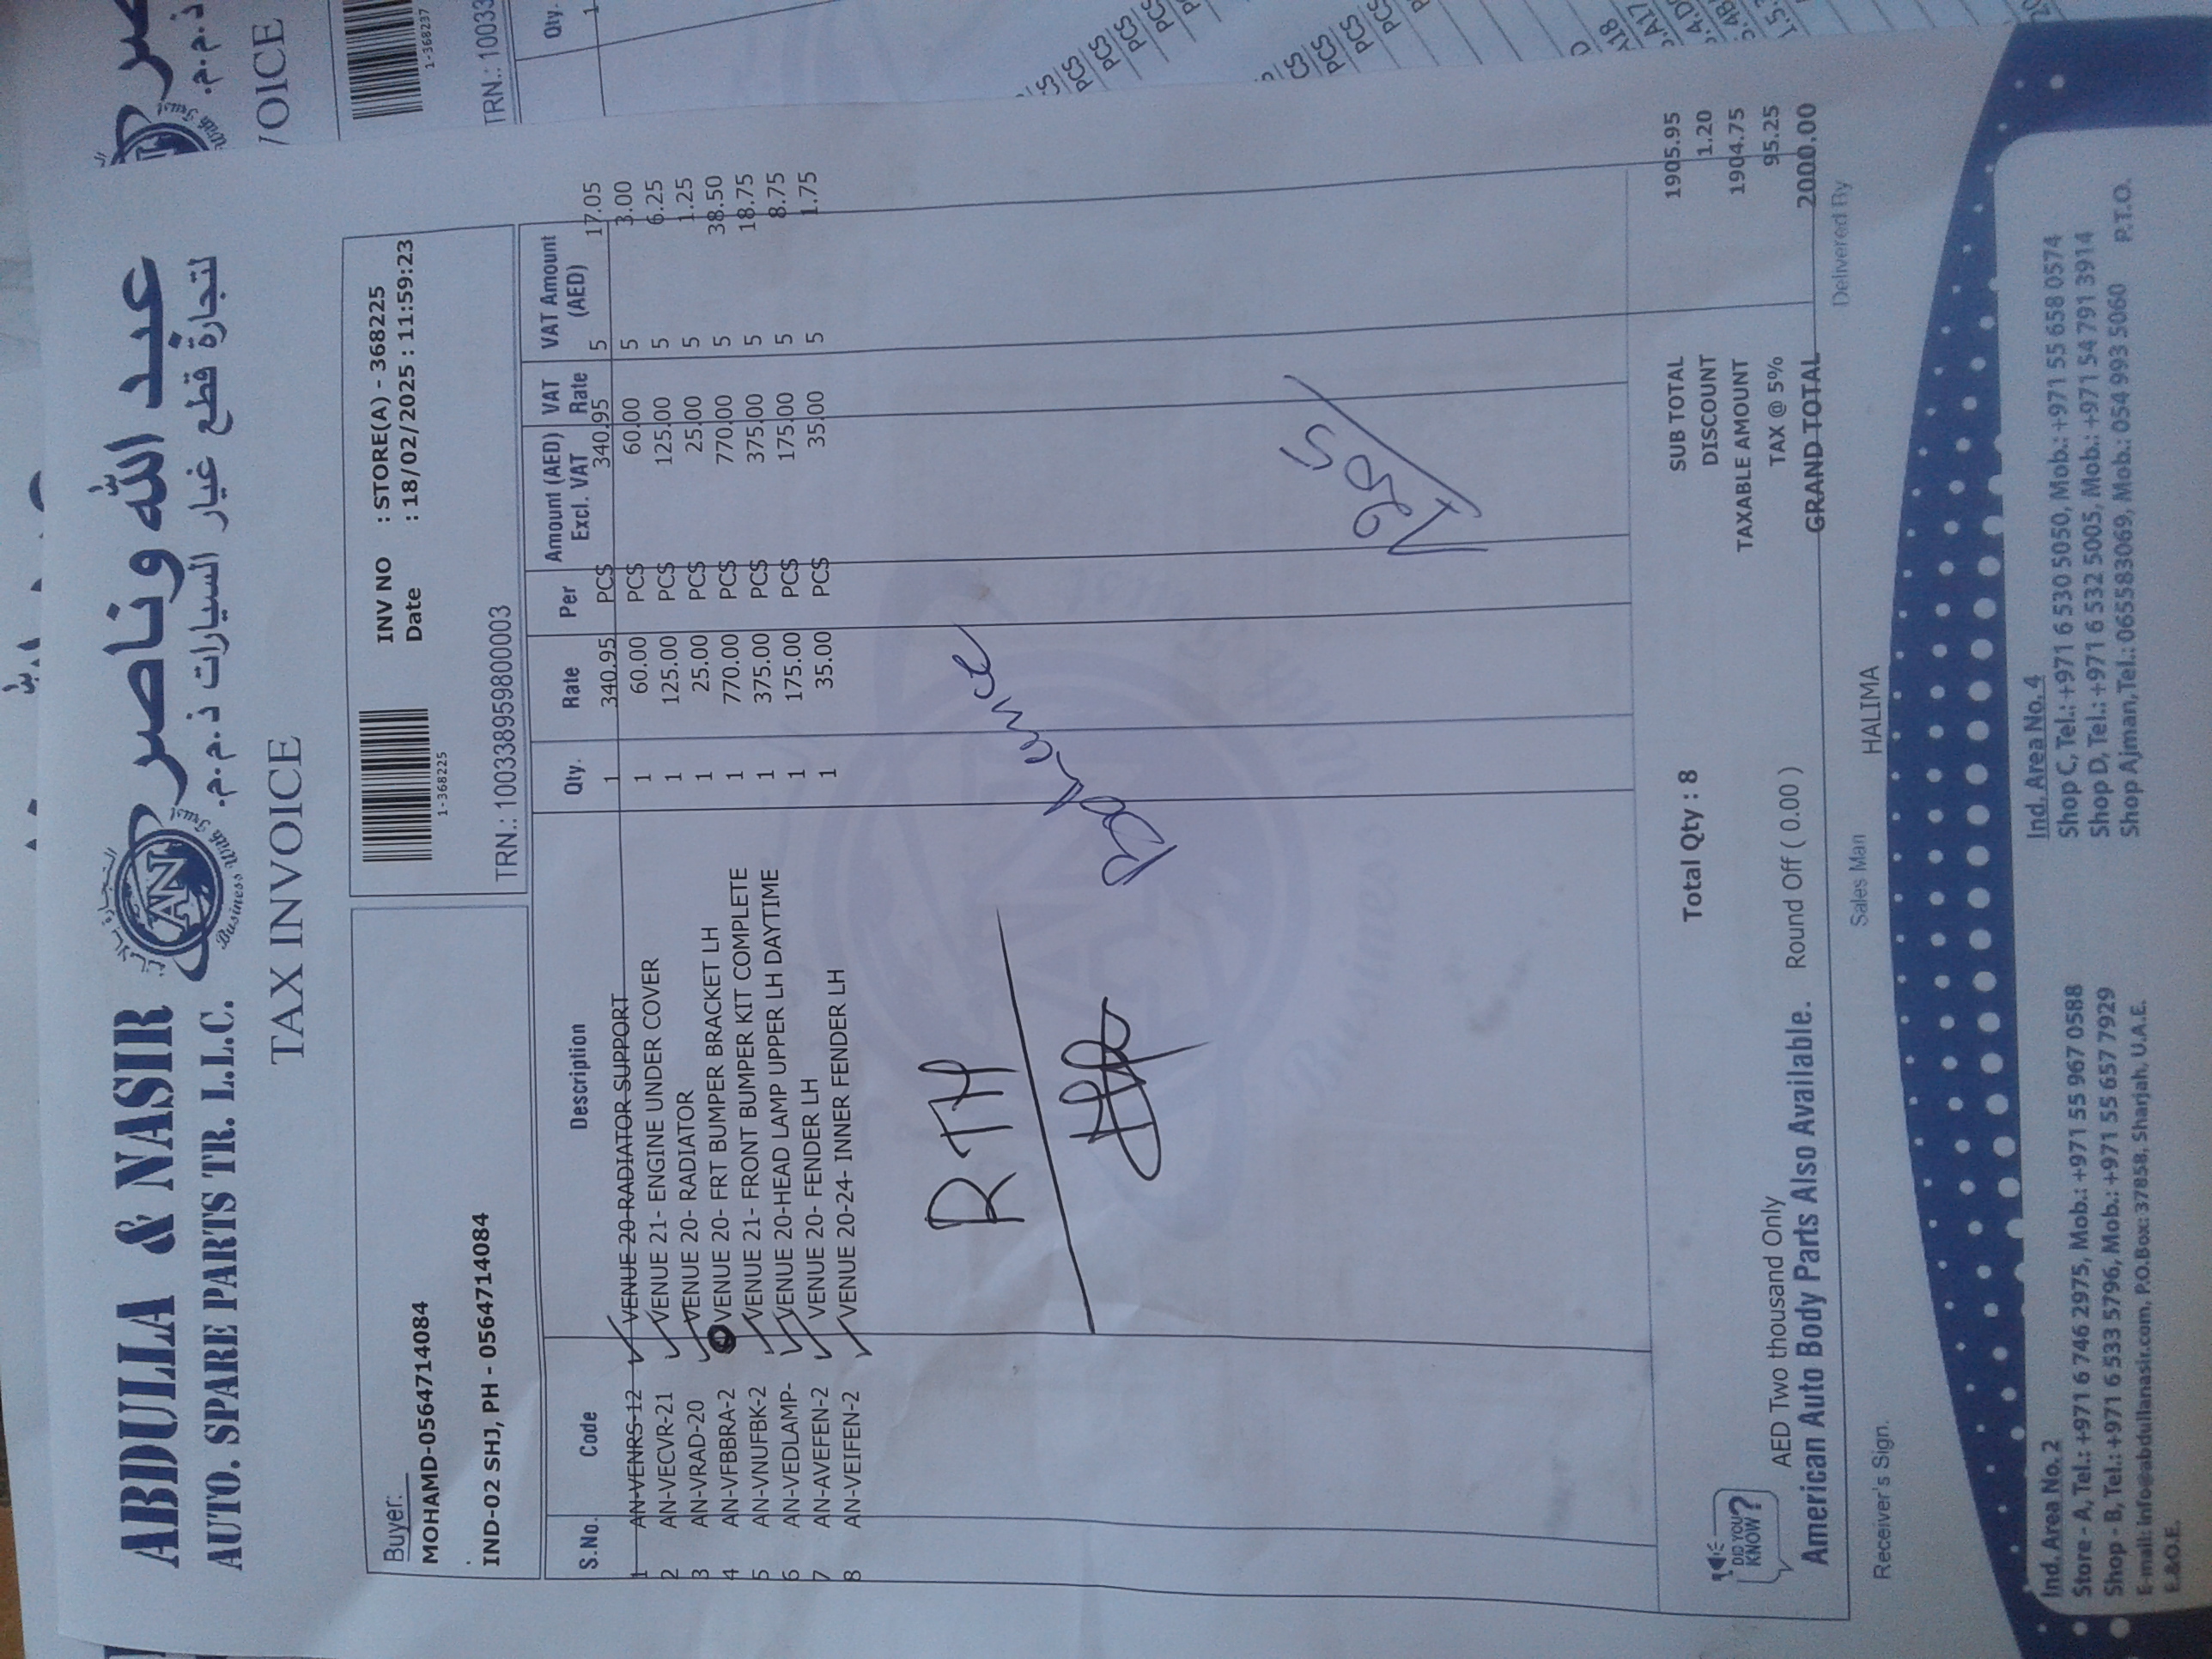 عبد الله وناصر
ABDULLA & NASIR
لتجارة قطع غيار السيارات ذ.م.م.
AUTO. SPARE PARTS TR. L.L.C.
AN
Business With Trust
TAX INVOICE
Buyer:
MOHAMD-0564714084
IND-02 SHJ, PH - 0564714084
1-368225
INV NO : STORE(A) - 368225
Date : 18/02/2025 : 11:59:23
TRN.: 100338959800003
S.No. Code Description Qty. Rate Per Amount (AED) Excl. VAT VAT Rate VAT Amount (AED)
1 AN-VENRS-12 VENUE 20-RADIATOR SUPPORT 1 340.95 PCS 340.95 5 17.05
2 AN-VECVR-21 VENUE 21- ENGINE UNDER COVER 1 60.00 PCS 60.00 5 3.00
3 AN-VRAD-20 VENUE 20- RADIATOR 1 125.00 PCS 125.00 5 6.25
4 AN-VFBBRA-2 VENUE 20- FRT BUMPER BRACKET LH 1 25.00 PCS 25.00 5 1.25
5 AN-VNUFBK-2 VENUE 21- FRONT BUMPER KIT COMPLETE 1 770.00 PCS 770.00 5 38.50
6 AN-VEDLAMP- VENUE 20-HEAD LAMP UPPER LH DAYTIME 1 375.00 PCS 375.00 5 18.75
7 AN-AVEFEN-2 VENUE 20- FENDER LH 1 175.00 PCS 175.00 5 8.75
8 AN-VEIFEN-2 VENUE 20-24- INNER FENDER LH 1 35.00 PCS 35.00 5 1.75
RTH
Total Qty : 8
SUB TOTAL 1905.95
DISCOUNT 1.20
TAXABLE AMOUNT 1904.75
TAX @ 5% 95.25
GRAND TOTAL 2000.00
DID YOU KNOW?
AED Two thousand Only
American Auto Body Parts Also Available.
Round Off ( 0.00 )
Receiver's Sign.
Sales Man HALIMA
Delivered By
Ind. Area No. 2
Store - A, Tel.: +971 6 746 2975, Mob.: +971 55 967 0588
Shop - B, Tel.: +971 6 533 5796, Mob.: +971 55 657 7929
E-mail: info@abdullanasir.com, P.O.Box: 37858, Sharjah, U.A.E.
E.&O.E.
Ind. Area No. 4
Shop C, Tel.: +971 6 530 5050, Mob.: +971 55 658 0574
Shop D, Tel.: +971 6 532 5005, Mob.: +971 54 791 3914
Shop Ajman, Tel.: 065583069, Mob.: 054 993 5060
P.T.O.
VOICE
1-368237
TRN.: 10033
Qty.
1
PCS
PCS
PCS
PCS